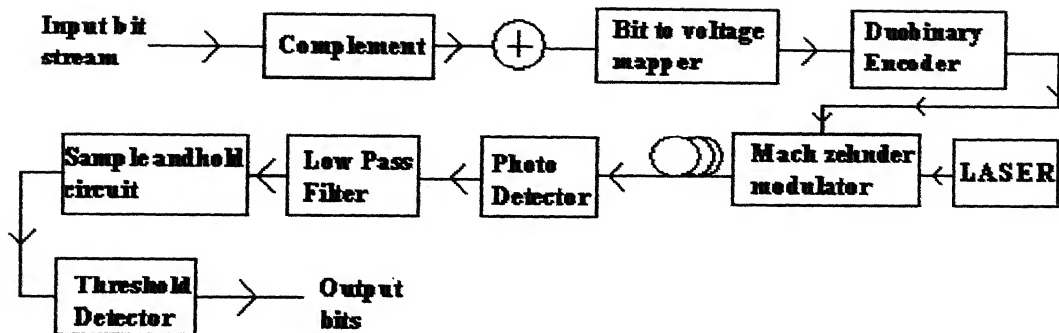 Input bit
stream
Complement
+
Bit to voltage
mapper
Duobinary
Encoder
Sample and hold
circuit
Low Pass
Filter
Photo
Detector
Mach zehnder
modulator
LASER
Threshold
Detector
Output
bits